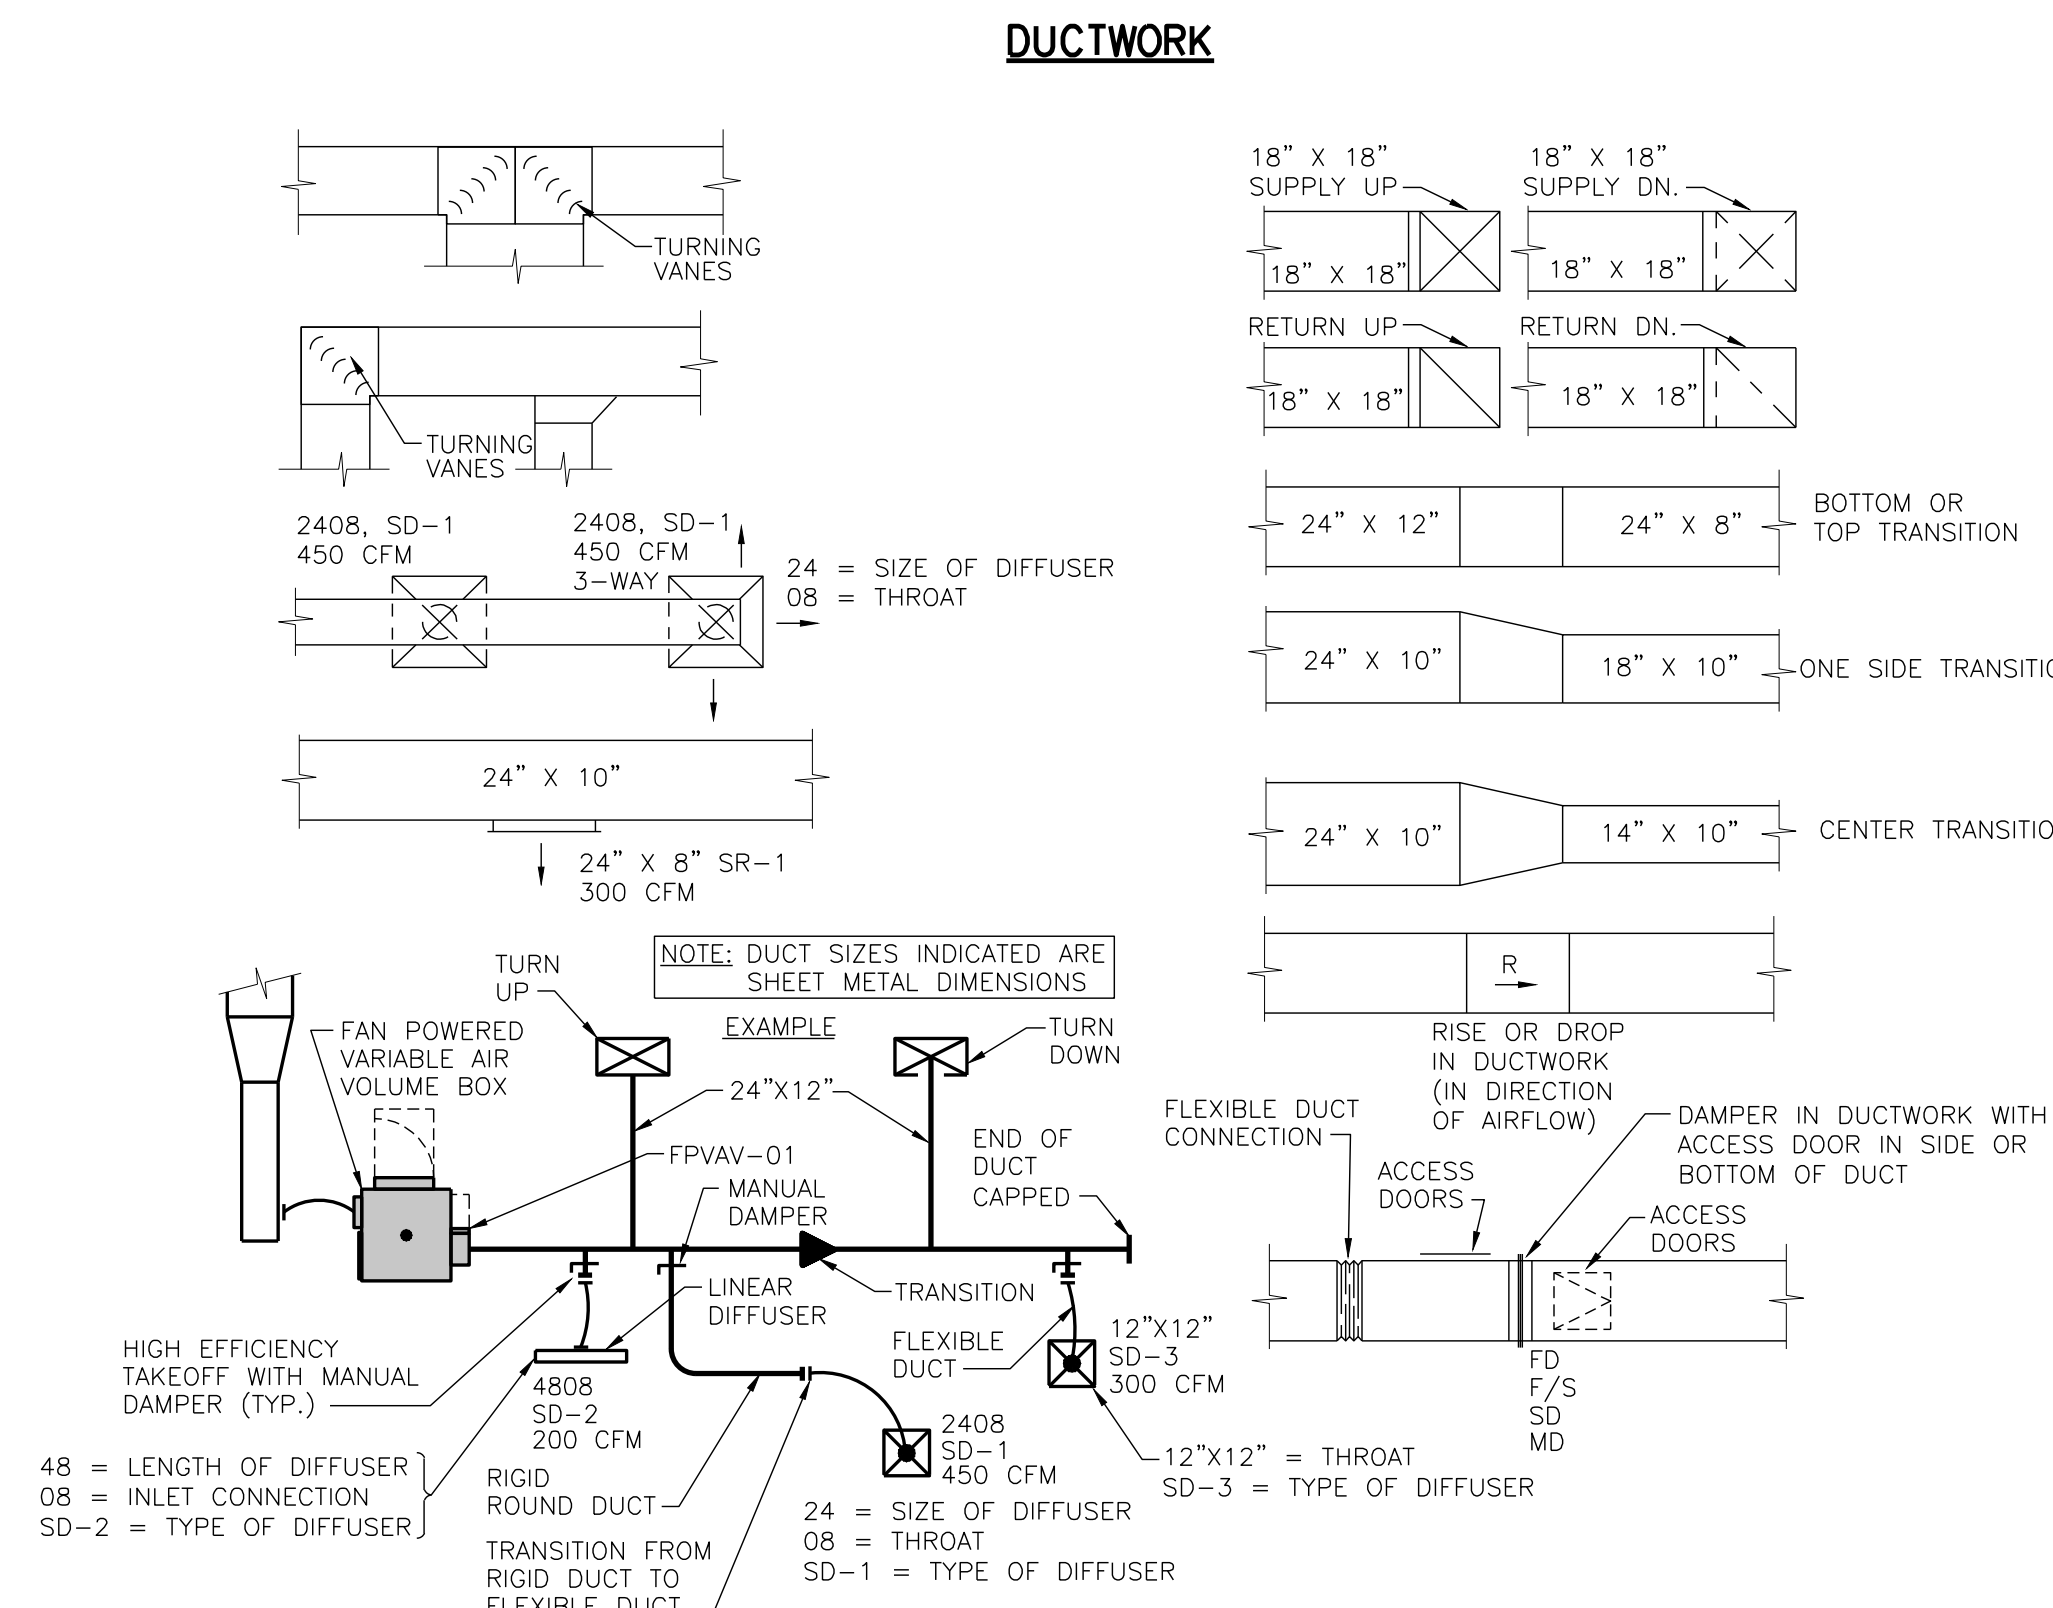 DUCTWORK
TURNING
VANES
TURNING
VANES
2408, SD-1
450 CFM
2408, SD-1
450 CFM
3-WAY
24 = SIZE OF DIFFUSER
08 = THROAT
24" X 10"
24" X 8" SR-1
300 CFM
18" X 18"
SUPPLY UP
18" X 18"
18" X 18"
SUPPLY DN.
18" X 18"
RETURN UP
18" X 18"
RETURN DN.
18" X 18"
24" X 12"
24" X 8"
BOTTOM OR
TOP TRANSITION
24" X 10"
18" X 10"
ONE SIDE TRANSITIO
24" X 10"
14" X 10"
CENTER TRANSITIO
R
RISE OR DROP
IN DUCTWORK
(IN DIRECTION
OF AIRFLOW)
NOTE: DUCT SIZES INDICATED ARE
SHEET METAL DIMENSIONS
EXAMPLE
TURN
UP
TURN
DOWN
FAN POWERED
VARIABLE AIR
VOLUME BOX
24"X12"
FPVAV-01
MANUAL
DAMPER
END OF
DUCT
CAPPED
LINEAR
DIFFUSER
TRANSITION
FLEXIBLE
DUCT
12"X12"
SD-3
300 CFM
HIGH EFFICIENCY
TAKEOFF WITH MANUAL
DAMPER (TYP.)
4808
SD-2
200 CFM
48 = LENGTH OF DIFFUSER
08 = INLET CONNECTION
SD-2 = TYPE OF DIFFUSER
RIGID
ROUND DUCT
2408
SD-1
450 CFM
24 = SIZE OF DIFFUSER
08 = THROAT
SD-1 = TYPE OF DIFFUSER
TRANSITION FROM
RIGID DUCT TO
FLEXIBLE DUCT
12"X12" = THROAT
SD-3 = TYPE OF DIFFUSER
FLEXIBLE DUCT
CONNECTION
ACCESS
DOORS
DAMPER IN DUCTWORK WITH
ACCESS DOOR IN SIDE OR
BOTTOM OF DUCT
ACCESS
DOORS
FD
F/S
SD
MD